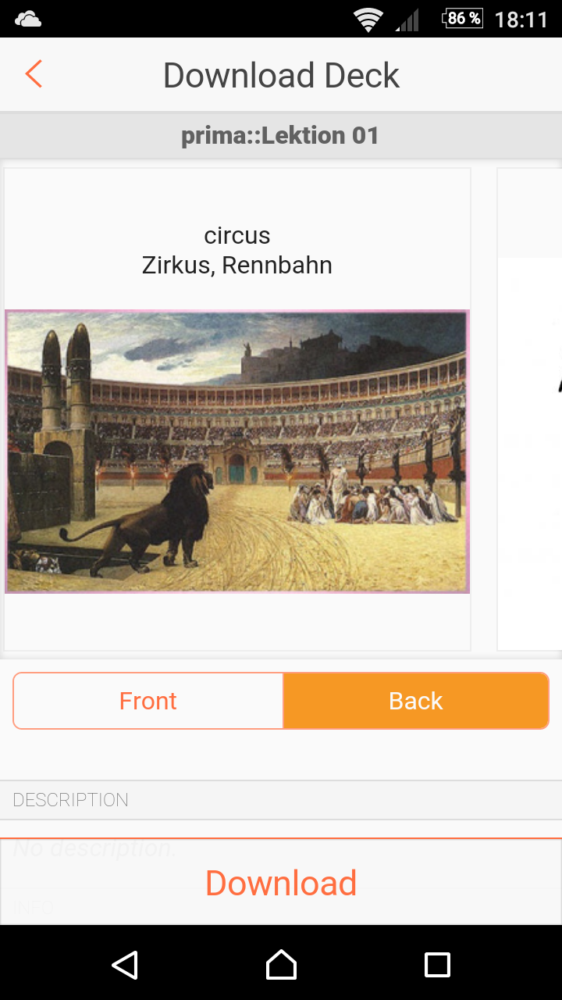 86 %
18:11
Download Deck
prima::Lektion 01
circus
Zirkus, Rennbahn
Front
Back
DESCRIPTION
No description.
Download
INFO